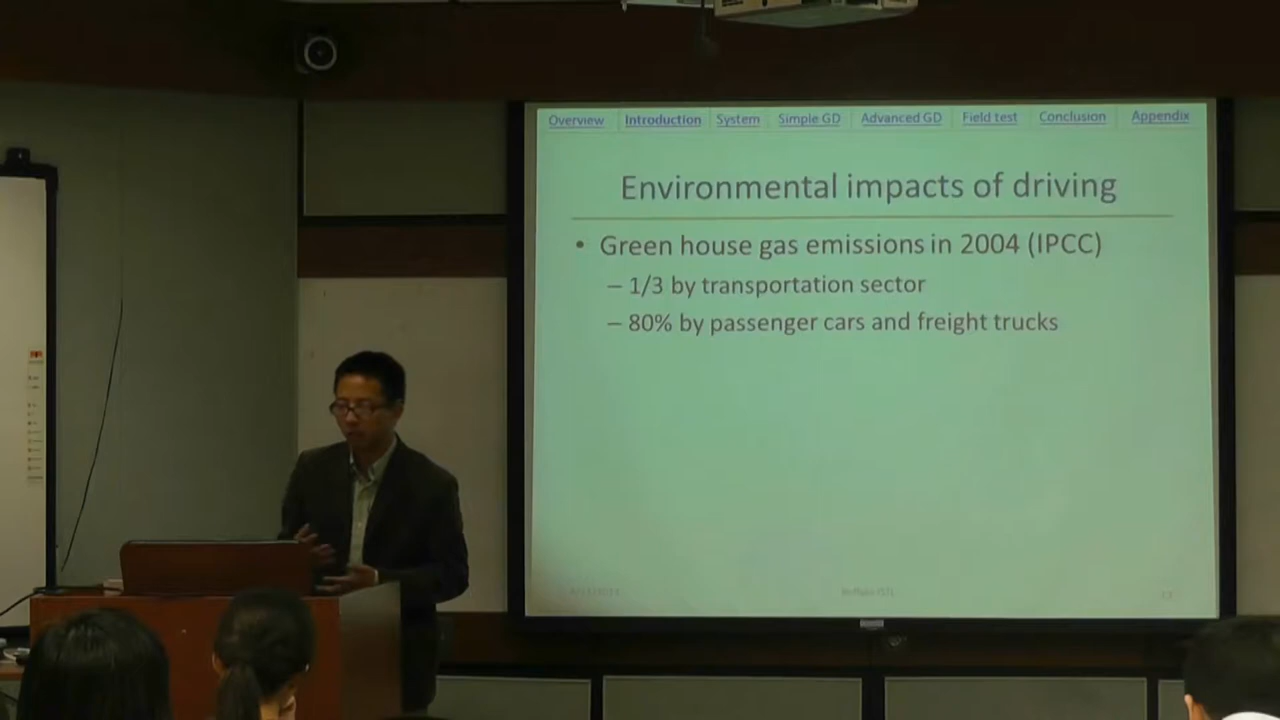 Overview Introduction System Simple GD Advanced GD Field test Conclusion Appendix
Environmental impacts of driving
• Green house gas emissions in 2004 (IPCC)
– 1/3 by transportation sector
– 80% by passenger cars and freight trucks